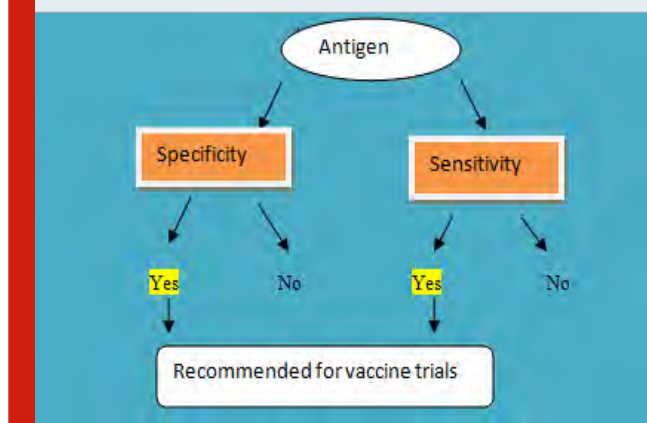 Antigen
Specificity
Sensitivity
Yes
No
Yes
No
Recommended for vaccine trials